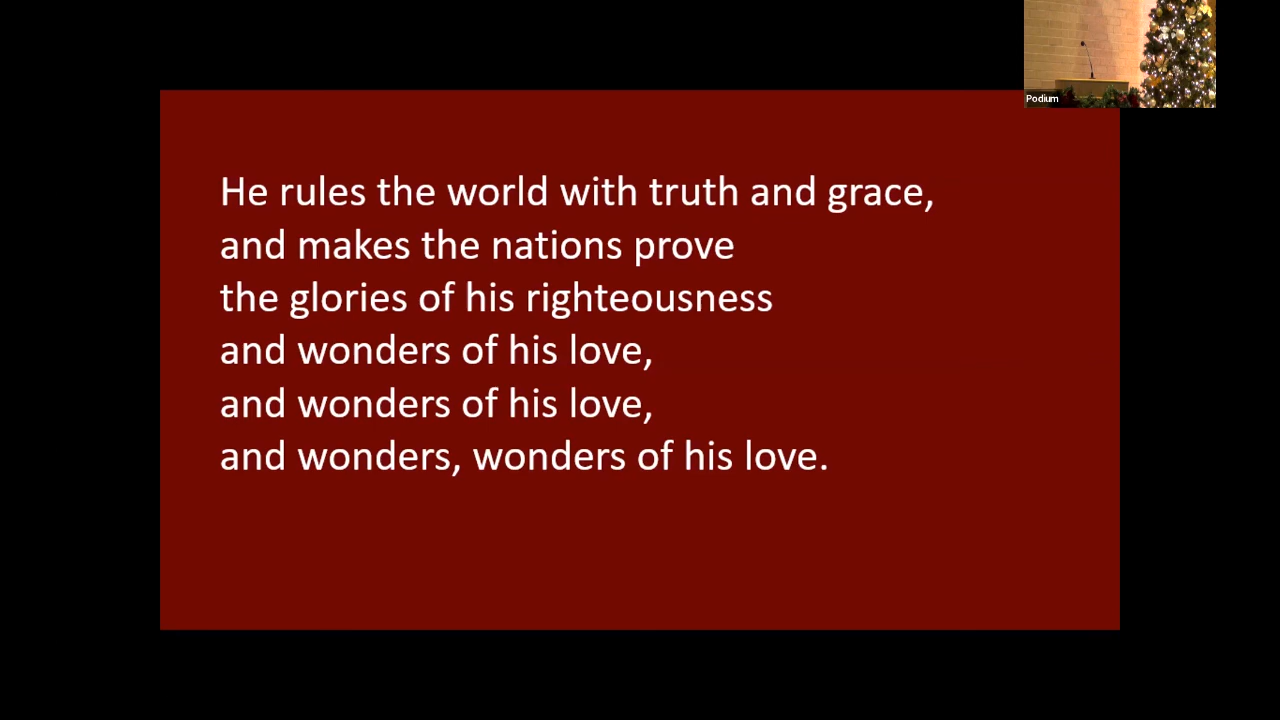 Podium
He rules the world with truth and grace,
and makes the nations prove
the glories of his righteousness
and wonders of his love,
and wonders of his love,
and wonders, wonders of his love.